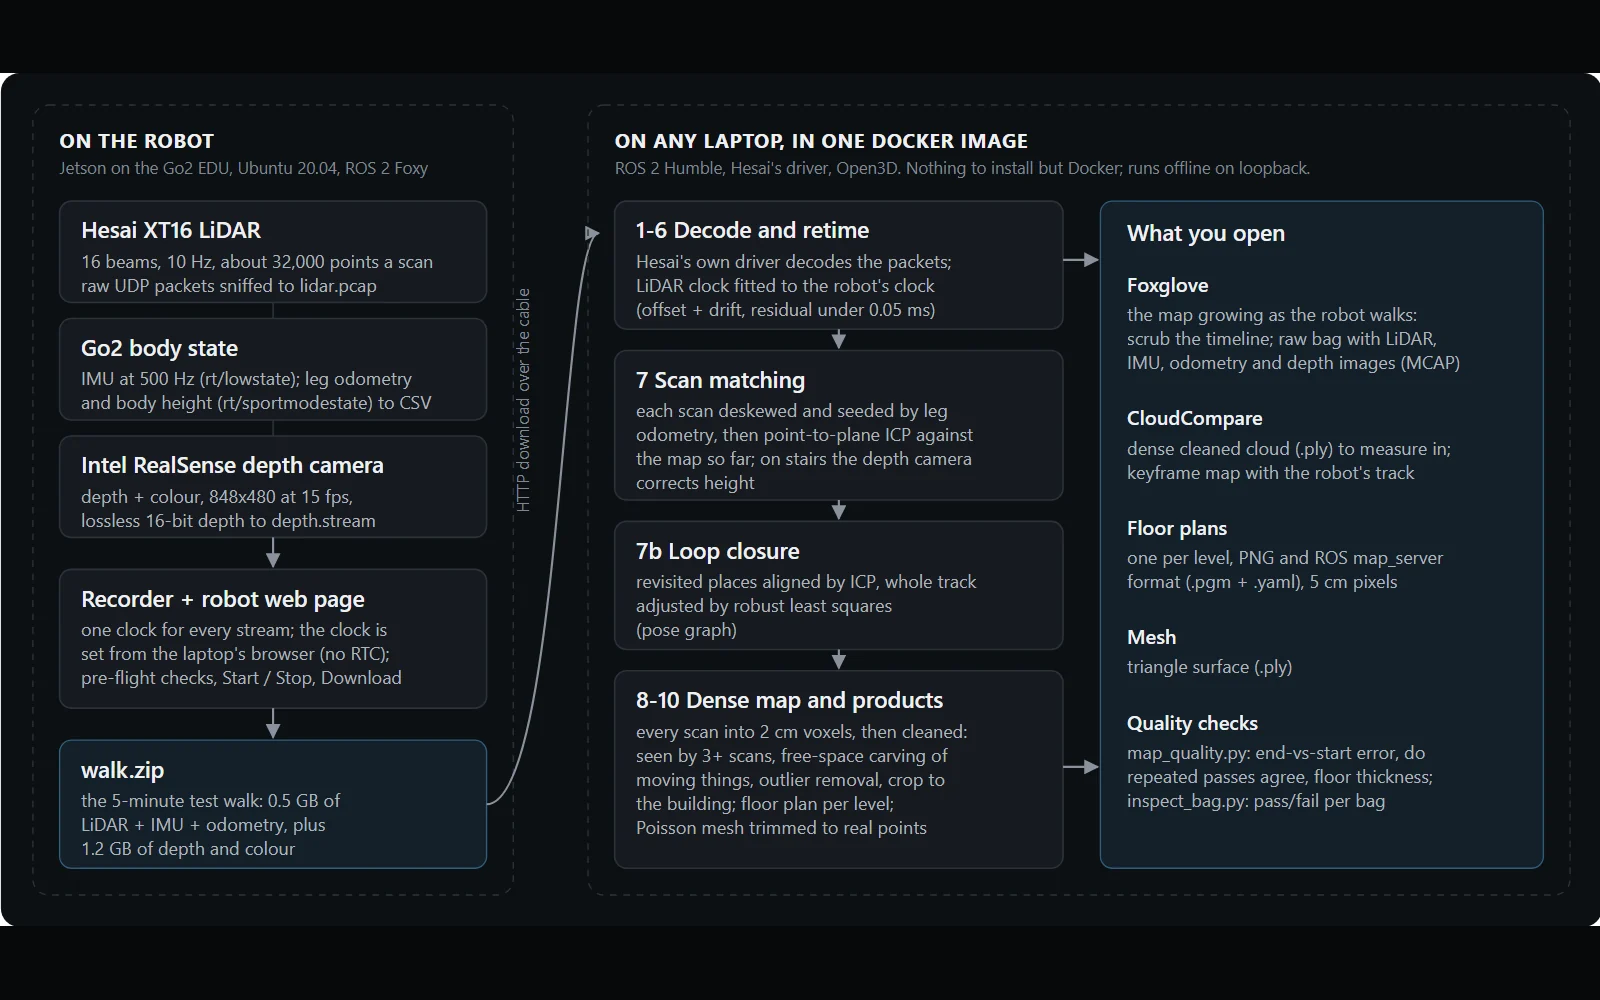 ON THE ROBOT
Jetson on the Go2 EDU, Ubuntu 20.04, ROS 2 Foxy
Hesai XT16 LiDAR
16 beams, 10 Hz, about 32,000 points a scan
raw UDP packets sniffed to lidar.pcap
Go2 body state
IMU at 500 Hz (rt/lowstate); leg odometry
and body height (rt/sportmodestate) to CSV
Intel RealSense depth camera
depth + colour, 848x480 at 15 fps,
lossless 16-bit depth to depth.stream
Recorder + robot web page
one clock for every stream; the clock is
set from the laptop's browser (no RTC);
pre-flight checks, Start / Stop, Download
walk.zip
the 5-minute test walk: 0.5 GB of
LiDAR + IMU + odometry, plus
1.2 GB of depth and colour
HTTP download over the cable
ON ANY LAPTOP, IN ONE DOCKER IMAGE
ROS 2 Humble, Hesai's driver, Open3D. Nothing to install but Docker; runs offline on loopback.
1-6 Decode and retime
Hesai's own driver decodes the packets;
LiDAR clock fitted to the robot's clock
(offset + drift, residual under 0.05 ms)
7 Scan matching
each scan deskewed and seeded by leg
odometry, then point-to-plane ICP against
the map so far; on stairs the depth camera
corrects height
7b Loop closure
revisited places aligned by ICP, whole track
adjusted by robust least squares
(pose graph)
8-10 Dense map and products
every scan into 2 cm voxels, then cleaned:
seen by 3+ scans, free-space carving of
moving things, outlier removal, crop to
the building; floor plan per level;
Poisson mesh trimmed to real points
What you open
Foxglove
the map growing as the robot walks:
scrub the timeline; raw bag with LiDAR,
IMU, odometry and depth images (MCAP)
CloudCompare
dense cleaned cloud (.ply) to measure in;
keyframe map with the robot's track
Floor plans
one per level, PNG and ROS map_server
format (.pgm + .yaml), 5 cm pixels
Mesh
triangle surface (.ply)
Quality checks
map_quality.py: end-vs-start error, do
repeated passes agree, floor thickness;
inspect_bag.py: pass/fail per bag